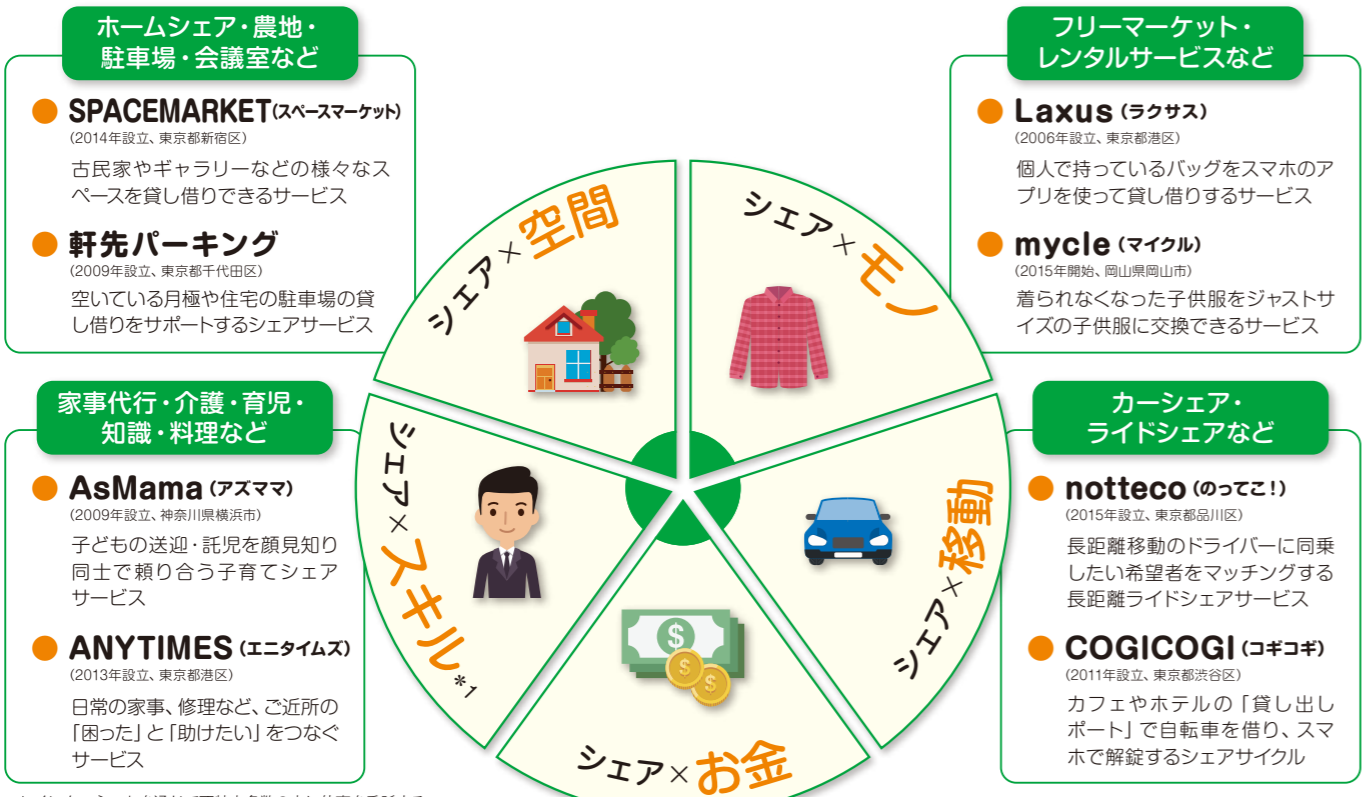 ホームシェア・農地・
駐車場・会議室など
● SPACEMARKET(スペースマーケット)
(2014年設立、東京都新宿区)
古民家やギャラリーなどの様々なス
ペースを貸し借りできるサービス
● 軒先パーキング
(2009年設立、東京都千代田区)
空いている月極や住宅の駐車場の貸
し借りをサポートするシェアサービス
フリーマーケット・
レンタルサービスなど
● Laxus(ラクサス)
(2006年設立、東京都港区)
個人で持っているバッグをスマホのア
プリを使って貸し借りするサービス
● mycle(マイクル)
(2015年開始、岡山県岡山市)
着られなくなった子供服をジャストサ
イズの子供服に交換できるサービス
シェア×空間
シェア×モノ
シェア×スキル*1
シェア×移動
シェア×お金
家事代行・介護・育児・
知識・料理など
● AsMama(アズママ)
(2009年設立、神奈川県横浜市)
子どもの送迎・託児を顔見知り
同士で頼り合う子育てシェア
サービス
● ANYTIMES(エニタイムズ)
(2013年設立、東京都港区)
日常の家事、修理など、ご近所の
「困った」と「助けたい」をつなぐ
サービス
カーシェア・
ライドシェアなど
● notteco(のってこ!)
(2015年設立、東京都品川区)
長距離移動のドライバーに同乗
したい希望者をマッチングする
長距離ライドシェアサービス
● COGICOGI(コギコギ)
(2011年設立、東京都渋谷区)
カフェやホテルの「貸し出し
ポート」で自転車を借り、スマ
ホで解錠するシェアサイクル
$
$
$